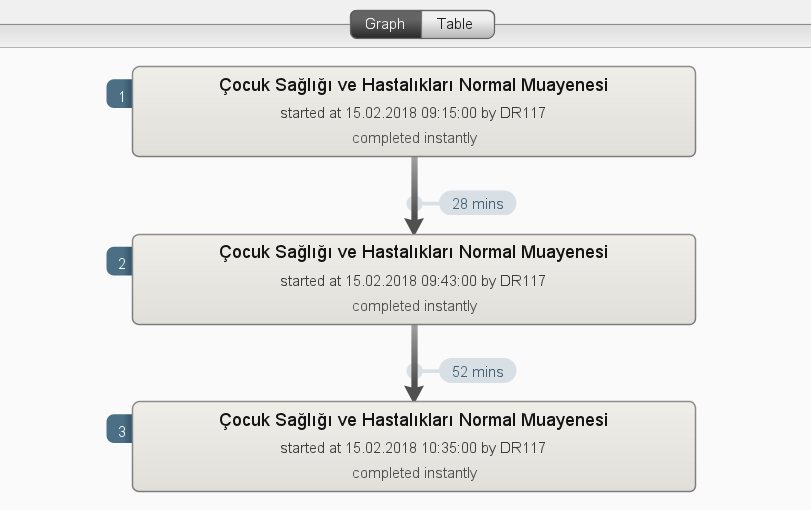 Graph Table
1
Çocuk Sağlığı ve Hastalıkları Normal Muayenesi
started at 15.02.2018 09:15:00 by DR117
completed instantly
28 mins
2
Çocuk Sağlığı ve Hastalıkları Normal Muayenesi
started at 15.02.2018 09:43:00 by DR117
completed instantly
52 mins
3
Çocuk Sağlığı ve Hastalıkları Normal Muayenesi
started at 15.02.2018 10:35:00 by DR117
completed instantly